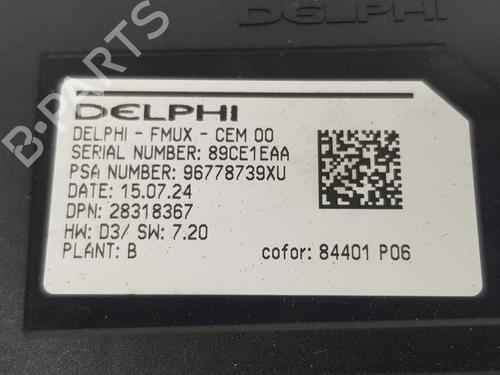 DELPHI
DELPHI
DELPHI - FMUX - CEM 00
SERIAL NUMBER: 89CE1EAA
PSA NUMBER: 96778739XU
DATE: 15.07.24
DPN: 28318367
HW: D3/ SW: 7.20
PLANT: B
cofor: 84401 P06
B-PARTS